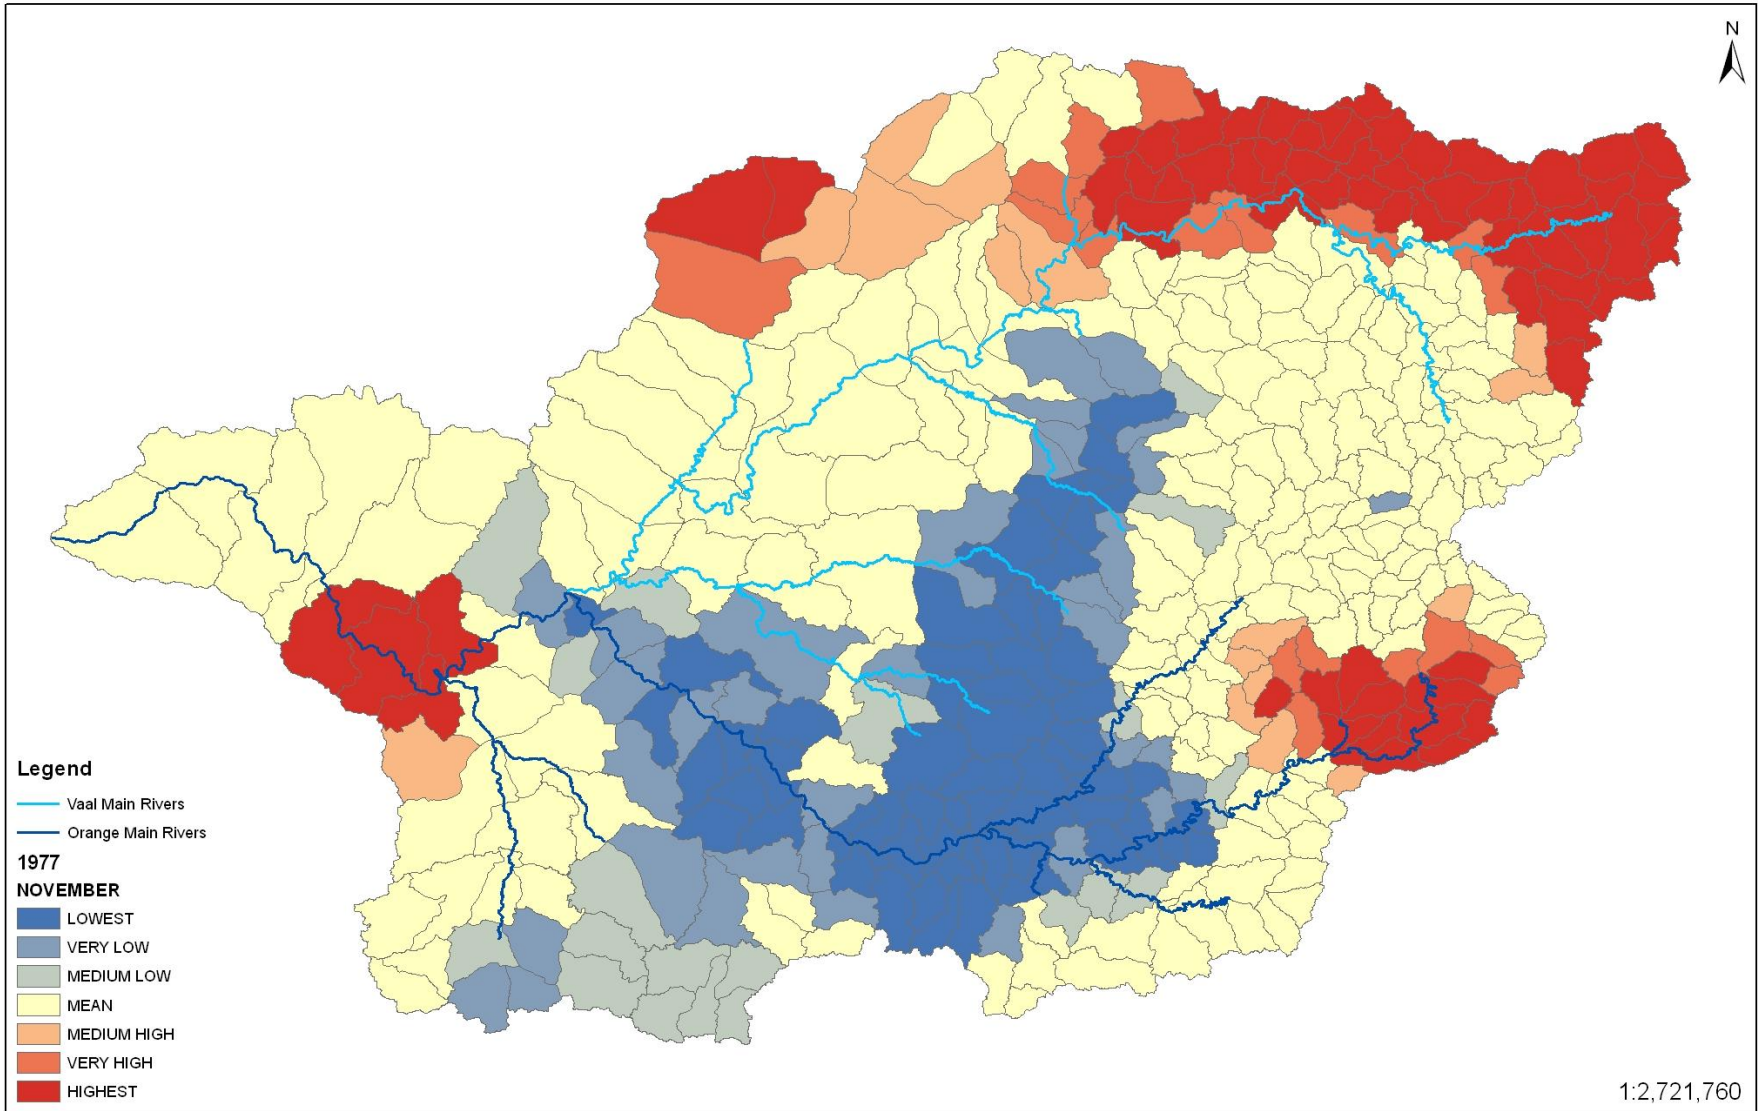 N
Legend
Vaal Main Rivers
Orange Main Rivers
1977
NOVEMBER
LOWEST
VERY LOW
MEDIUM LOW
MEAN
MEDIUM HIGH
VERY HIGH
HIGHEST
1:2,721,760